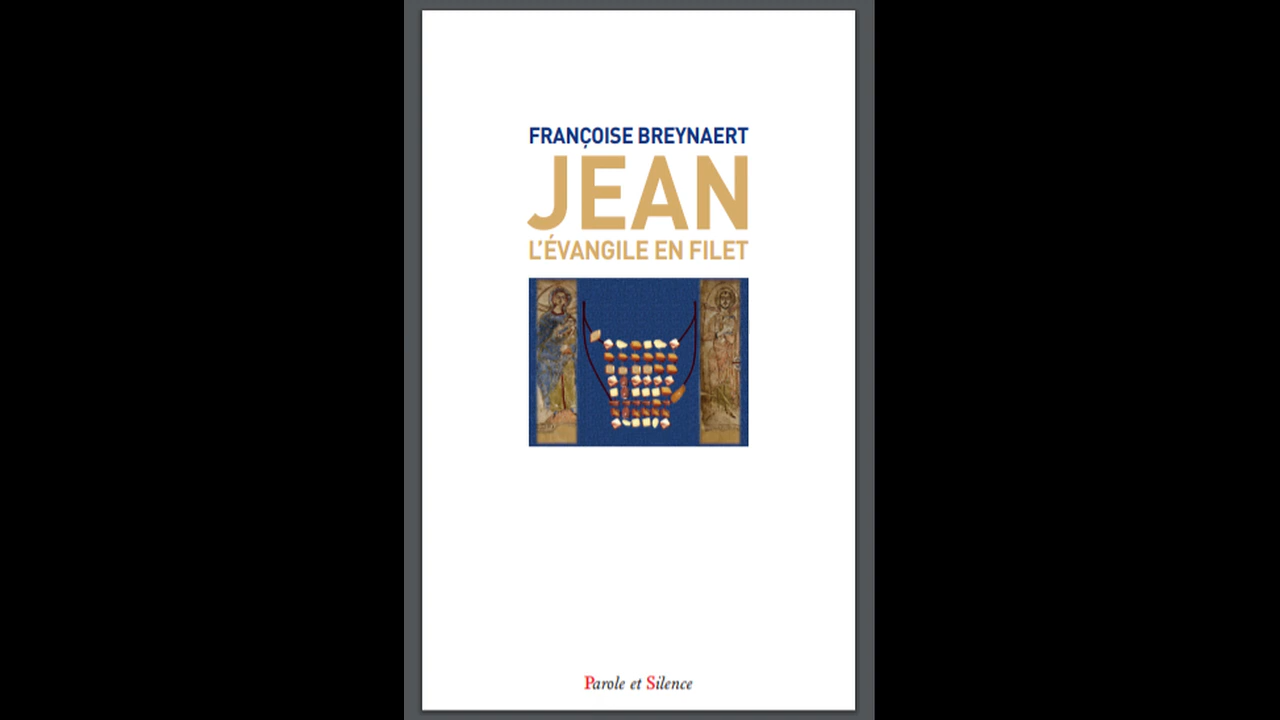 FRANÇOISE BREYNAERT
JEAN
L'ÉVANGILE EN FILET
Parole et Silence